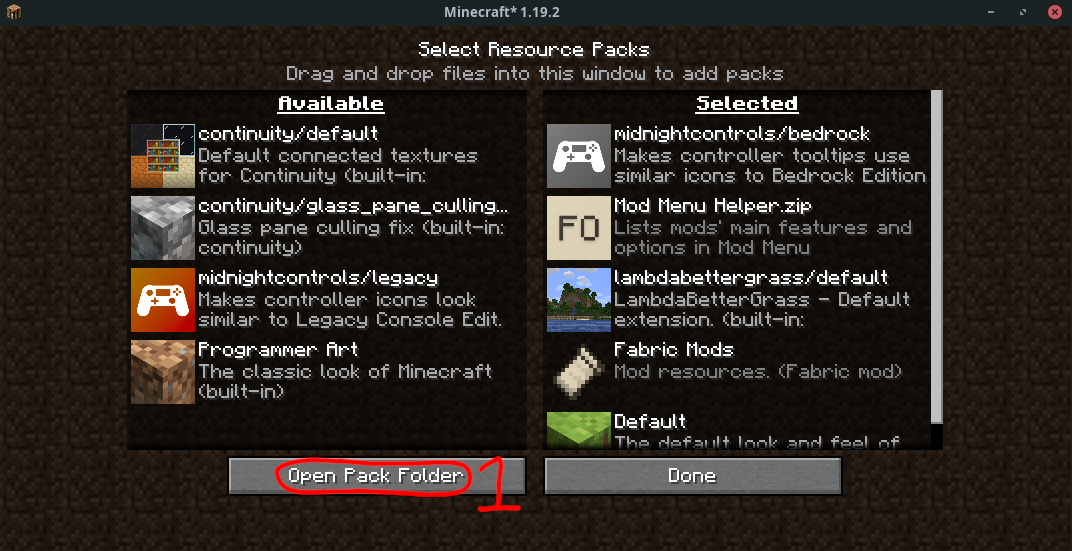 Minecraft* 1.19.2
Select Resource Packs
Drag and drop files into this window to add packs
Available
continuity/default
Default connected textures
for Continuity (built-in:
continuity/glass_pane_culling...
Glass pane culling fix (built-in:
continuity)
midnightcontrols/legacy
Makes controller icons look
similar to Legacy Console Edit.
Programmer Art
The classic look of Minecraft
(built-in)
Selected
midnightcontrols/bedrock
Makes controller tooltips use
similar icons to Bedrock Edition
FO
Mod Menu Helper.zip
Lists mods' main features and
options in Mod Menu
lambdabettergrass/default
LambdaBetterGrass - Default
extension. (built-in:
Fabric Mods
Mod resources. (Fabric mod)
Default
The default look and feel of
Open Pack Folder
1
Done